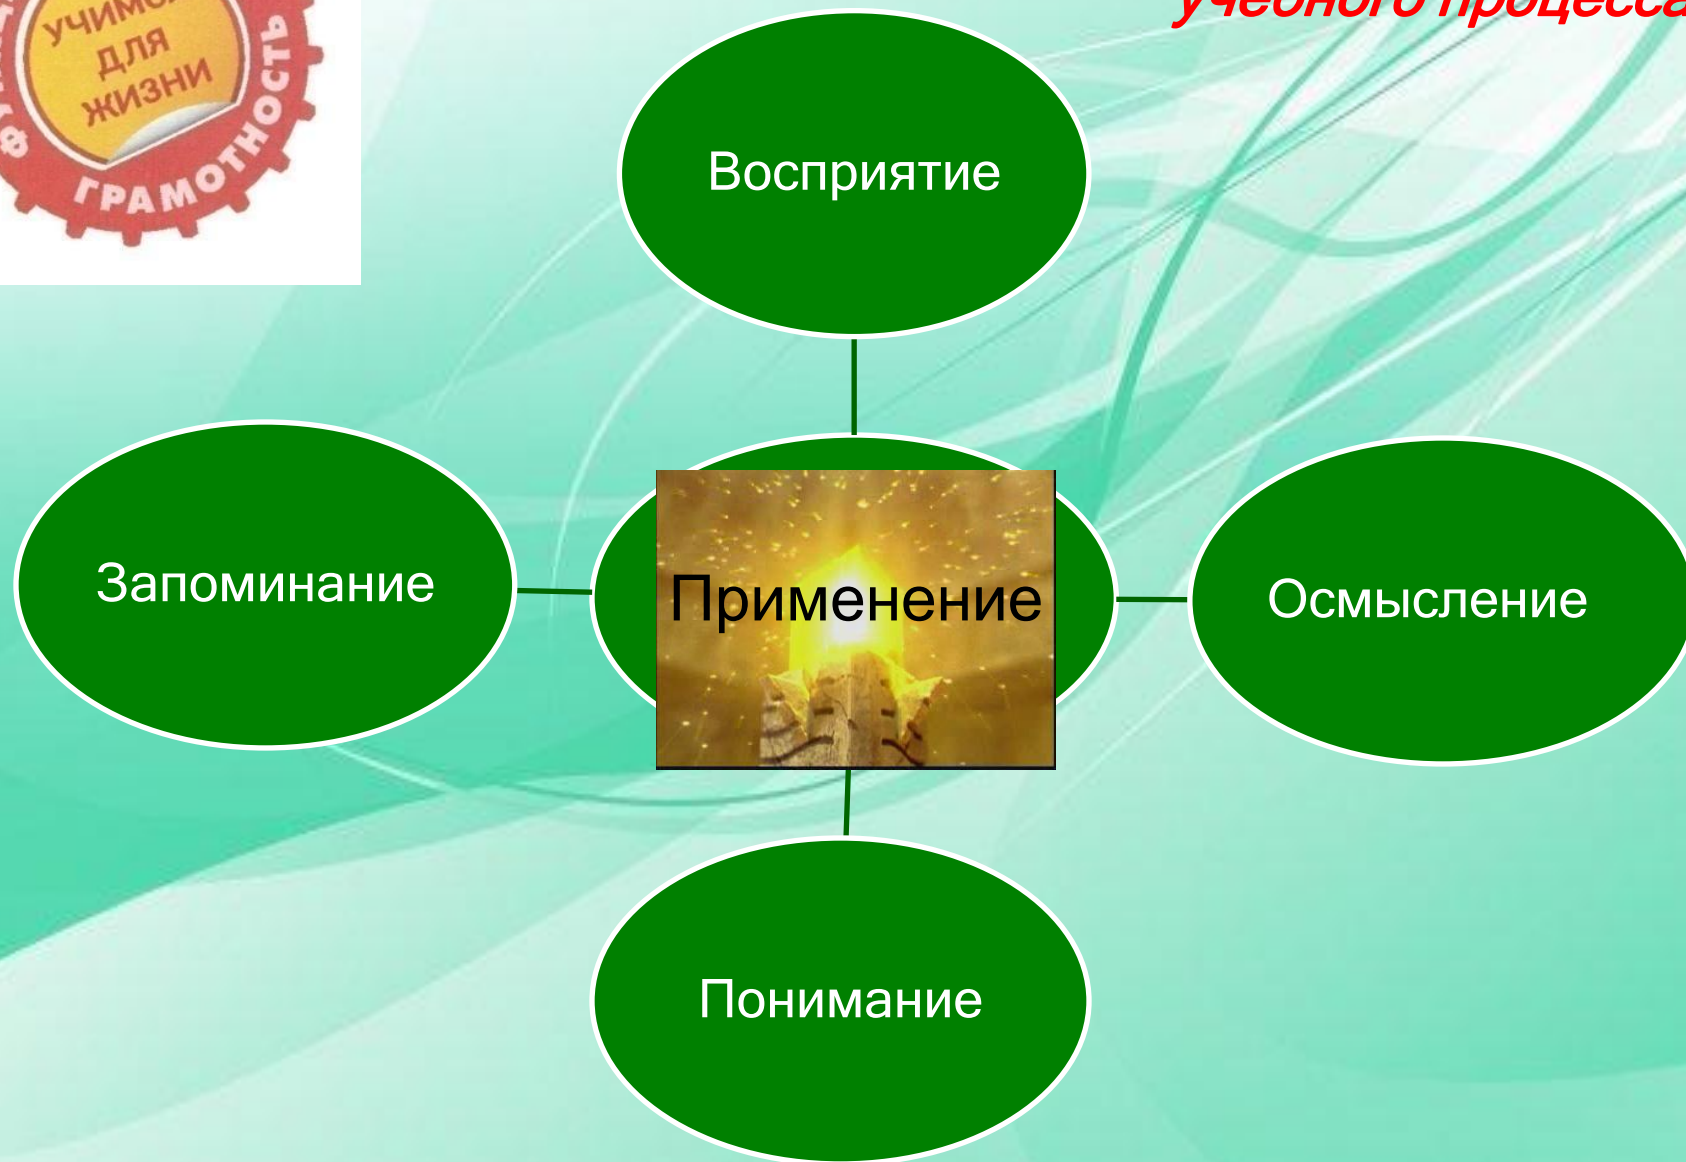 учебного процесса
ДЛЯ
ЖИЗНИ
ГРАМОТНОСТЬ
Восприятие
Запоминание
Применение
Осмысление
Понимание